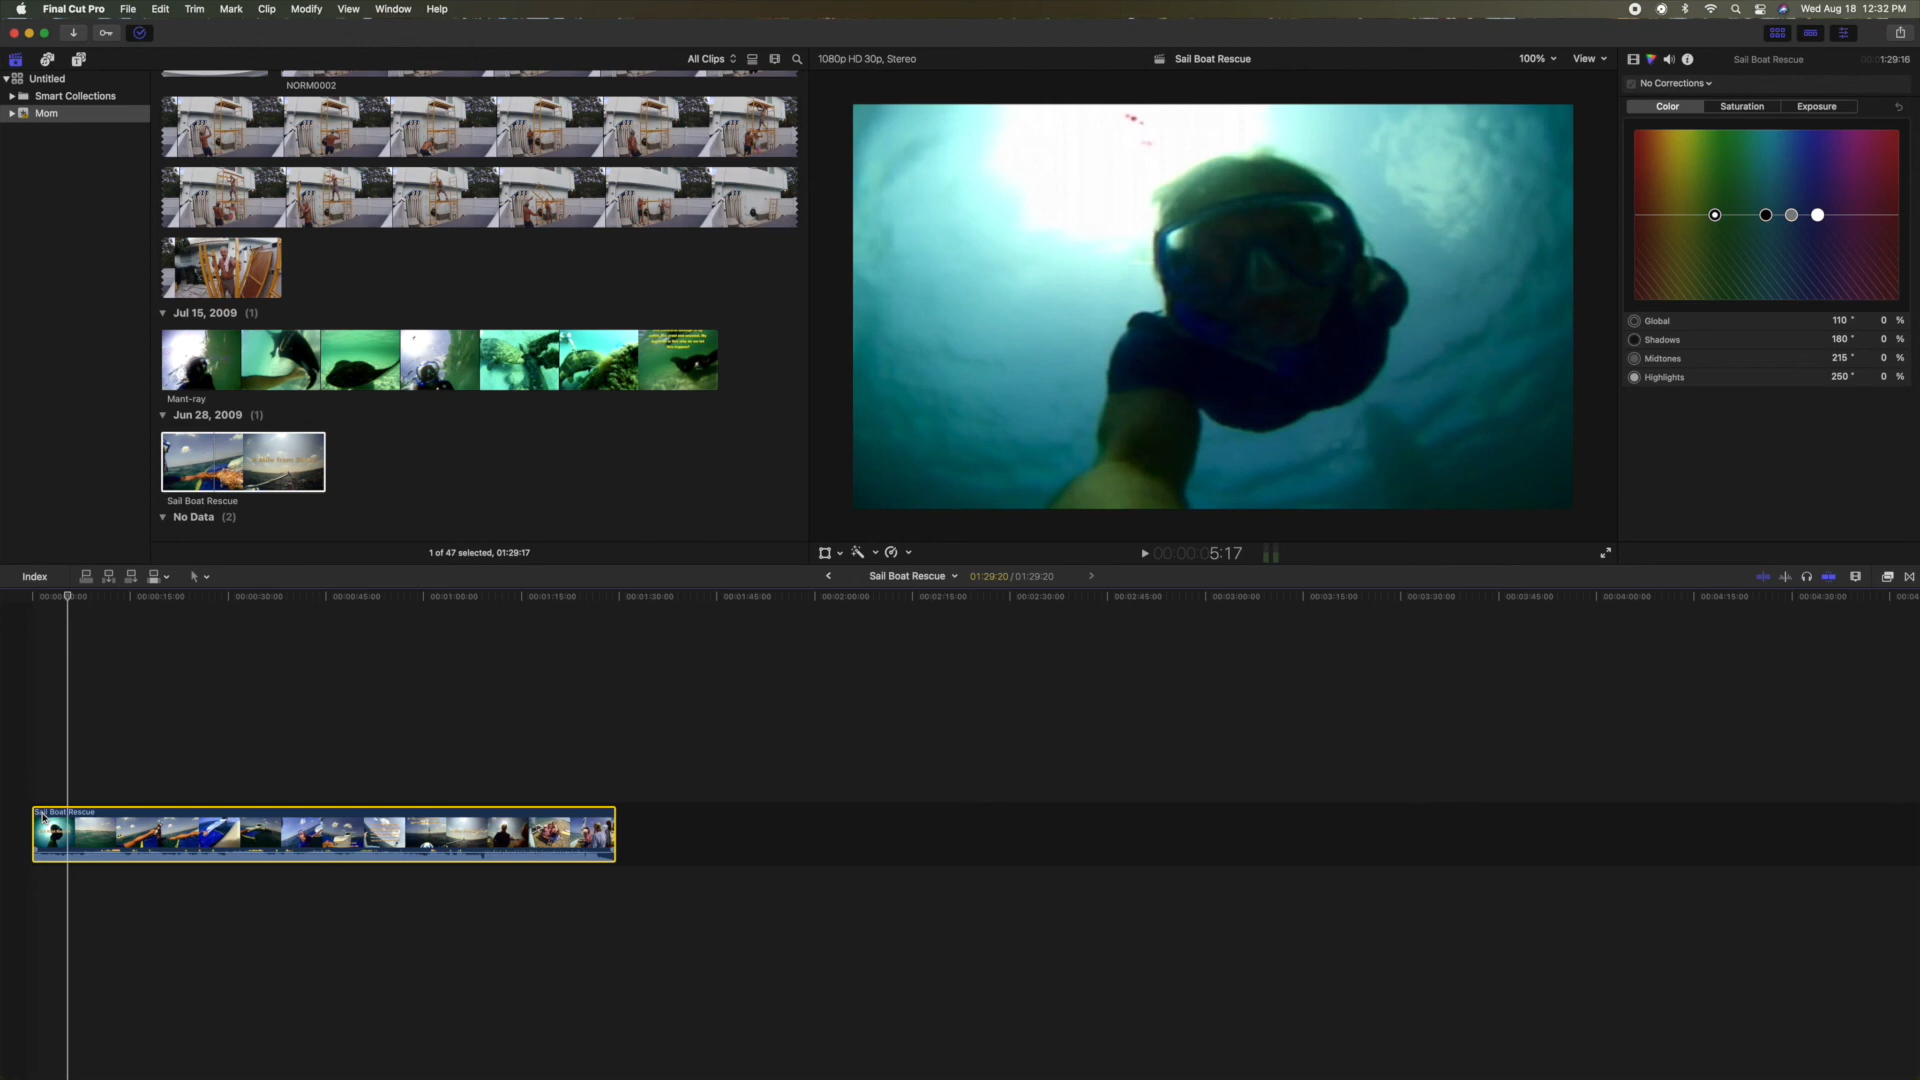 Final Cut Pro File Edit Trim Mark Clip Modify View Window Help Wed Aug 18 12:32 PM
All Clips 1080p HD 30p, Stereo Sail Boat Rescue 100% View Sail Boat Rescue 1:29:16
Untitled
Smart Collections
Mom
NORM0002
No Corrections
Color Saturation Exposure
Global 110 ° 0 %
Shadows 180 ° 0 %
Midtones 215 ° 0 %
Highlights 250 ° 0 %
Jul 15, 2009 (1)
Mant-ray
Jun 28, 2009 (1)
Sail Boat Rescue
No Data (2)
1 of 47 selected, 01:29:17
00:00:05:17
Index Sail Boat Rescue 01:29:20 / 01:29:20
00:00:15:00 00:00:30:00 00:00:45:00 00:01:00:00 00:01:15:00 00:01:30:00 00:01:45:00 00:02:00:00 00:02:15:00 00:02:30:00 00:02:45:00 00:03:00:00 00:03:15:00 00:03:30:00 00:03:45:00 00:04:00:00 00:04:15:00 00:04:30:00 00:04
Sail Boat Rescue